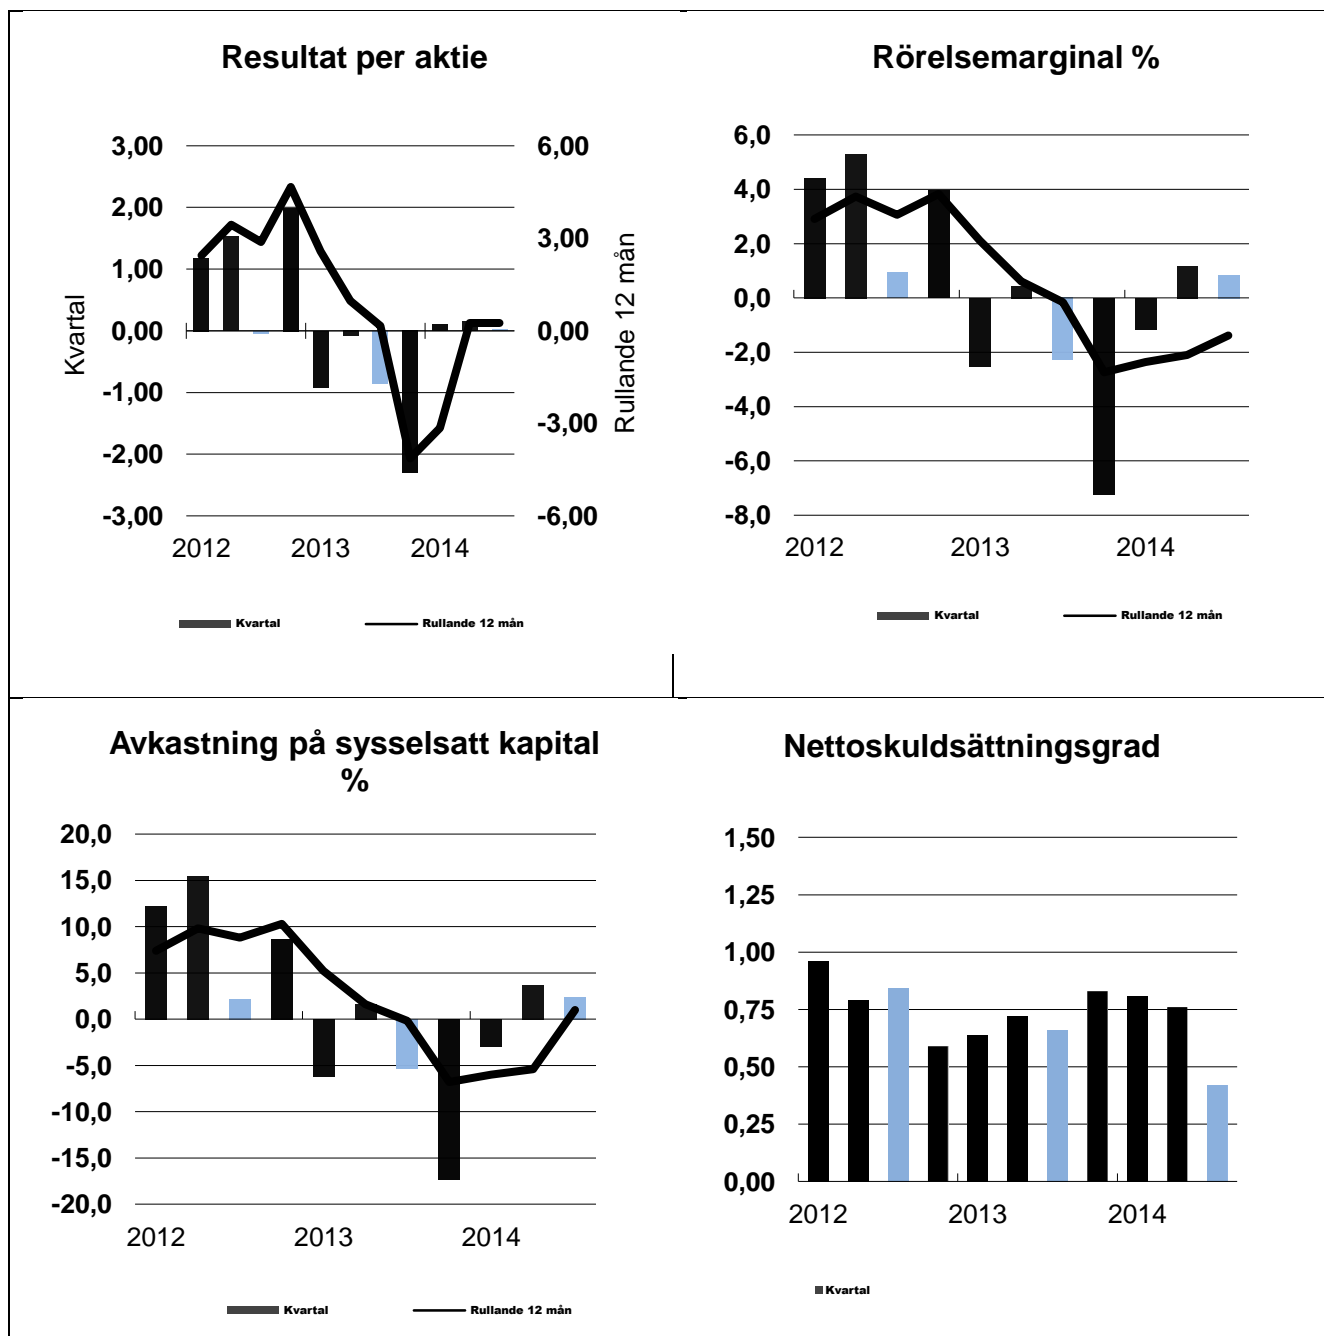 Resultat per aktie
3,00
2,00
1,00
0,00
-1,00
-2,00
-3,00
Kvartal
6,00
3,00
0,00
-3,00
-6,00
Rullande 12 mån
2012 2013 2014
Kvartal Rullande 12 mån
Rörelsemarginal %
6,0
4,0
2,0
0,0
-2,0
-4,0
-6,0
-8,0
2012 2013 2014
Kvartal Rullande 12 mån
Avkastning på sysselsatt kapital
%
20,0
15,0
10,0
5,0
0,0
-5,0
-10,0
-15,0
-20,0
2012 2013 2014
Kvartal Rullande 12 mån
Nettoskuldsättningsgrad
1,50
1,25
1,00
0,75
0,50
0,25
0,00
2012 2013 2014
Kvartal